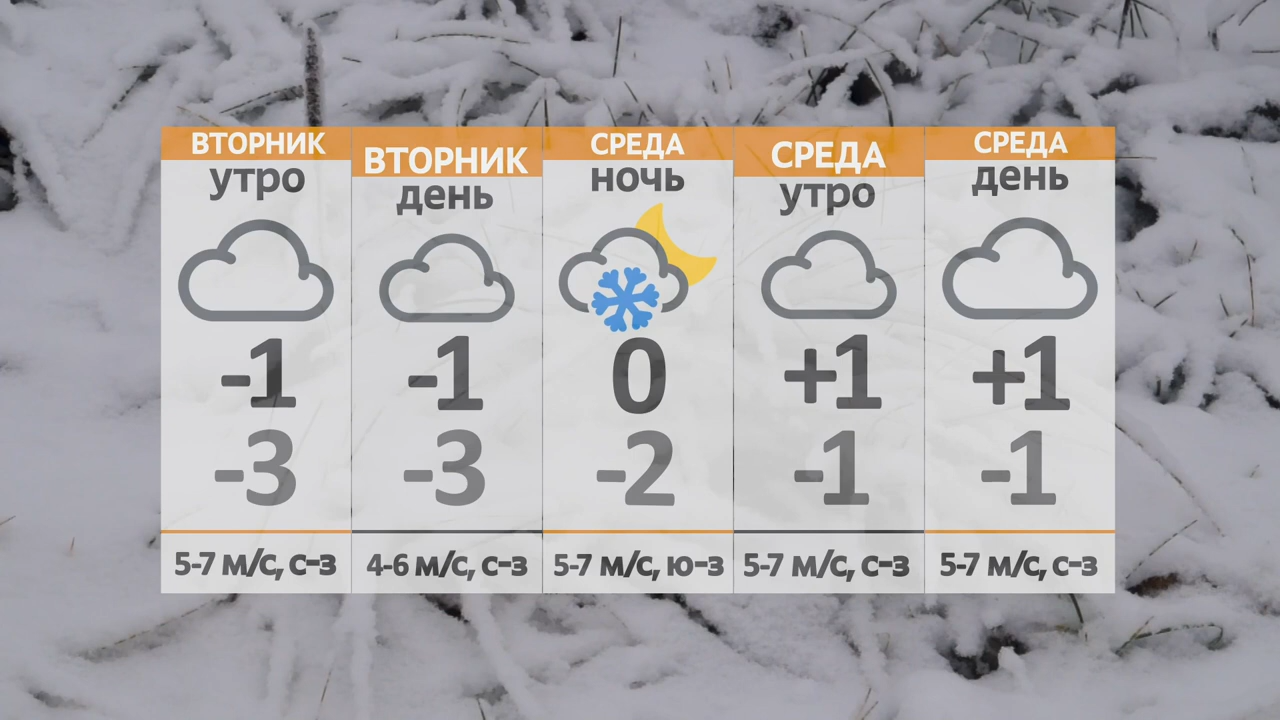 ВТОРНИК
утро
-1
-3
5-7 м/с, с-з
ВТОРНИК
день
-1
-3
4-6 м/с, с-з
СРЕДА
ночь
0
-2
5-7 м/с, ю-з
СРЕДА
утро
+1
-1
5-7 м/с, с-з
СРЕДА
день
+1
-1
5-7 м/с, с-з